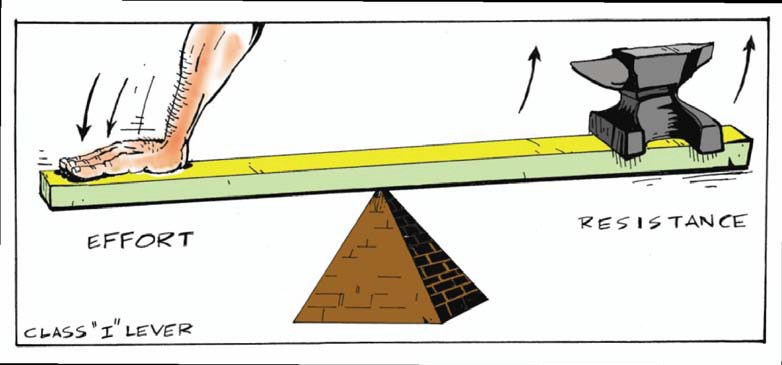 EFFORT
RESISTANCE
CLASS "I" LEVER